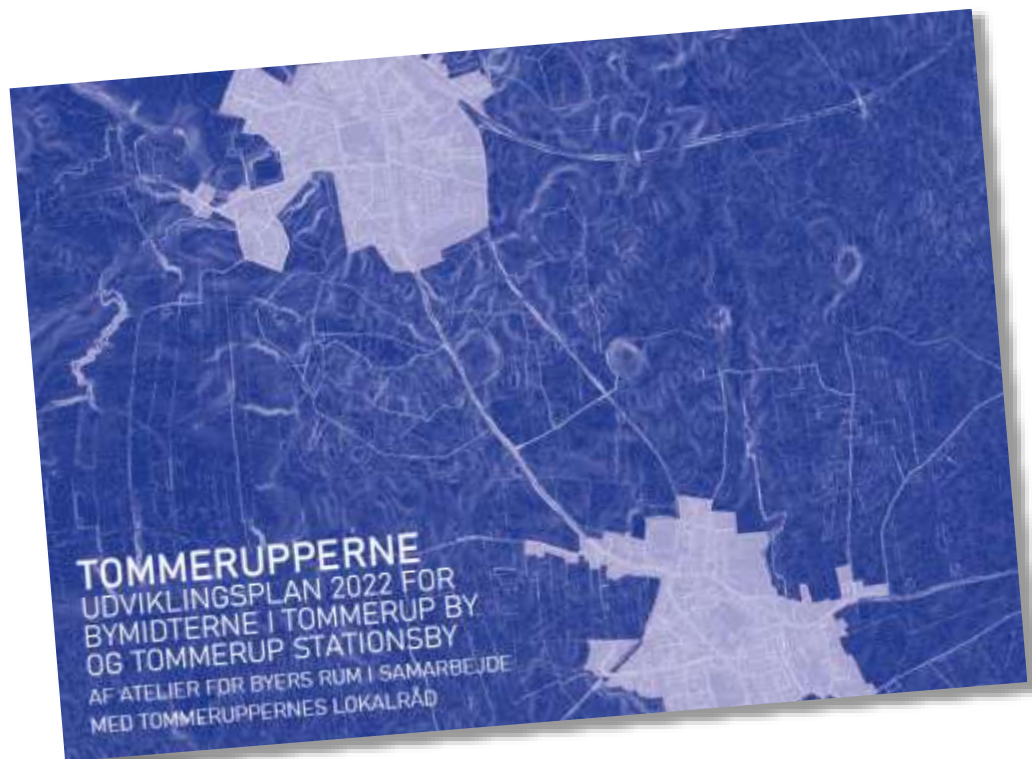 TOMMERUPPERNE
UDVIKLINGSPLAN 2022 FOR
BYMIDTERNE I TOMMERUP BY
OG TOMMERUP STATIONSBY
AF ATELIER FOR BYERS RUM I SAMARBEJDE
MED TOMMERUPPERNES LOKALRÅD